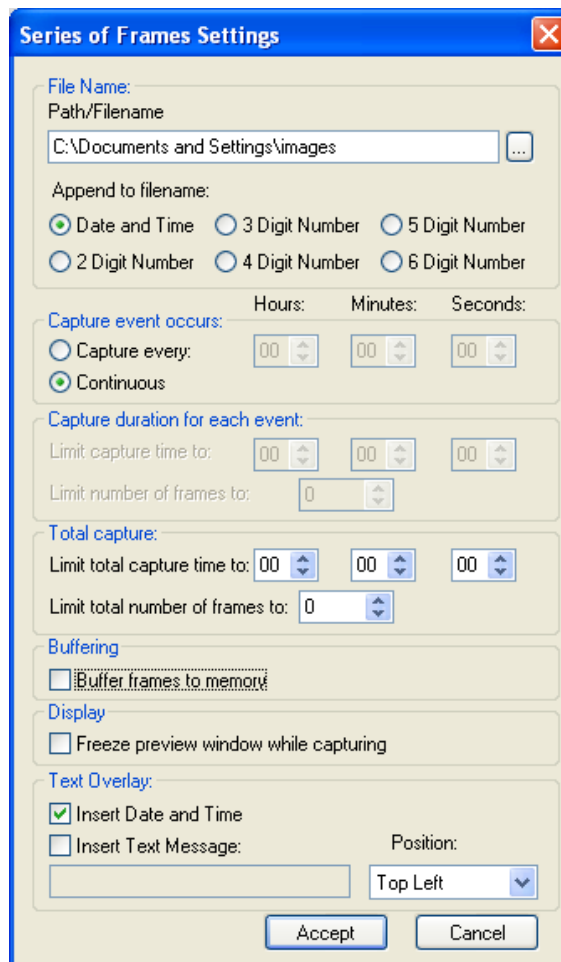 Series of Frames Settings
File Name:
Path/Filename
C:\Documents and Settings\images
...
Append to filename:
Date and Time 3 Digit Number 5 Digit Number
2 Digit Number 4 Digit Number 6 Digit Number
Hours: Minutes: Seconds:
Capture event occurs:
Capture every: 00 00 00
Continuous
Capture duration for each event:
Limit capture time to: 00 00 00
Limit number of frames to: 0
Total capture:
Limit total capture time to: 00 00 00
Limit total number of frames to: 0
Buffering
Buffer frames to memory
Display
Freeze preview window while capturing
Text Overlay:
Insert Date and Time
Insert Text Message: Position:
Top Left
Accept Cancel